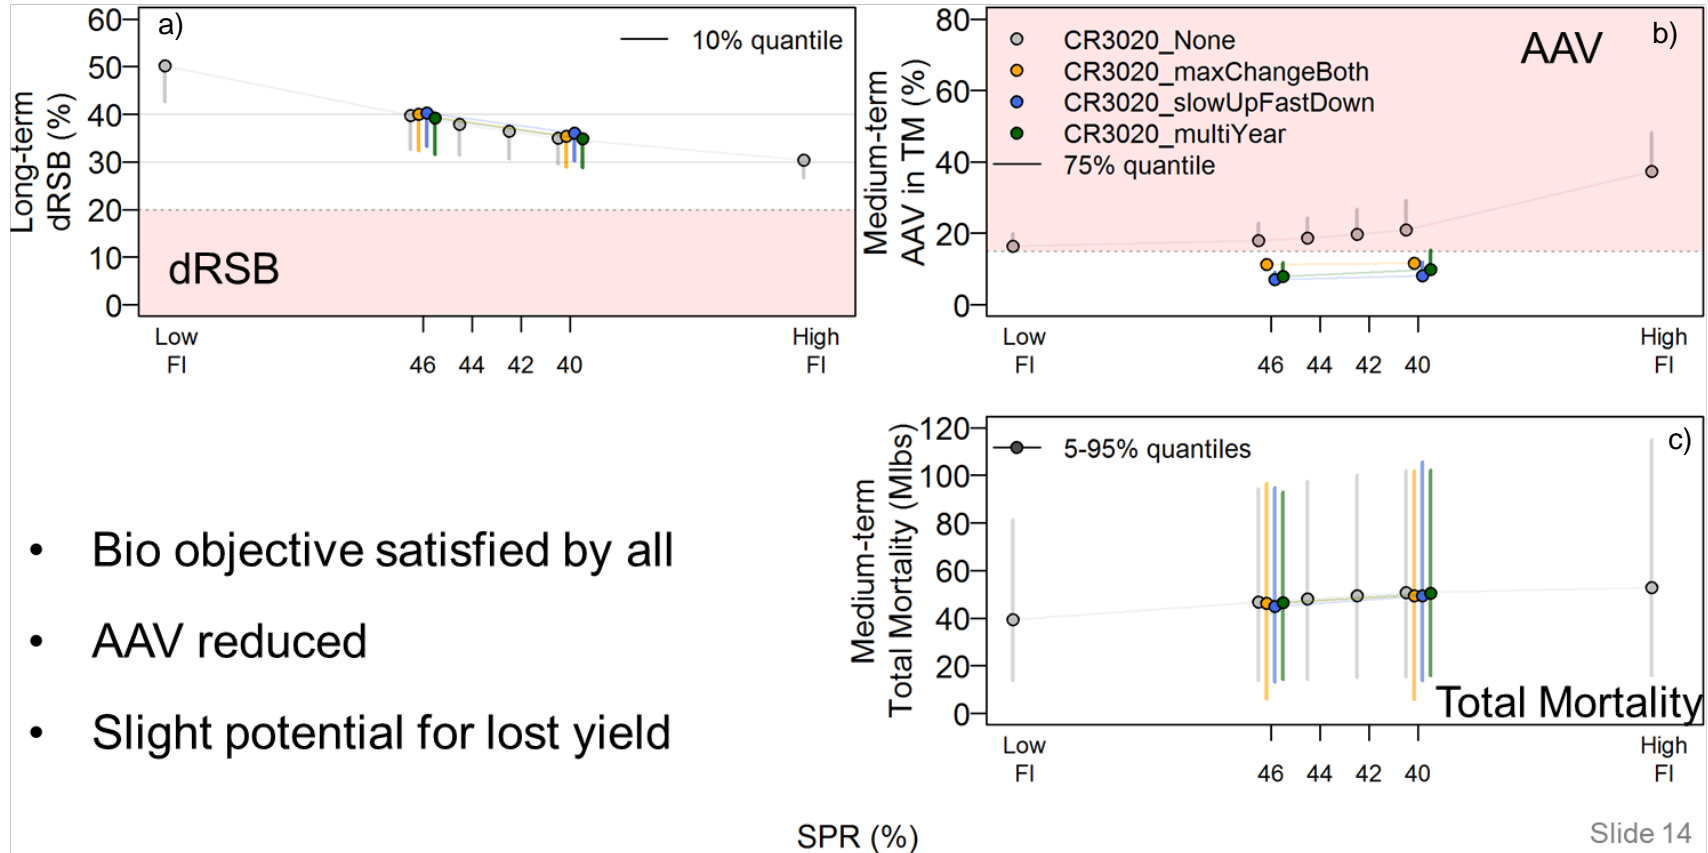 a)
10% quantile
60
50
40
30
20
10
0
Long-term
dRSB (%)
dRSB
Low
FI
46
44
42
40
High
FI
b)
AAV
CR3020_None
CR3020_maxChangeBoth
CR3020_slowUpFastDown
CR3020_multiYear
75% quantile
80
60
40
20
0
Medium-term
AAV in TM (%)
Low
FI
46
44
42
40
High
FI
c)
5-95% quantiles
120
100
80
60
40
20
0
Medium-term
Total Mortality (Mlbs)
Total Mortality
Low
FI
46
44
42
40
High
FI
• Bio objective satisfied by all
• AAV reduced
• Slight potential for lost yield
SPR (%)
Slide 14